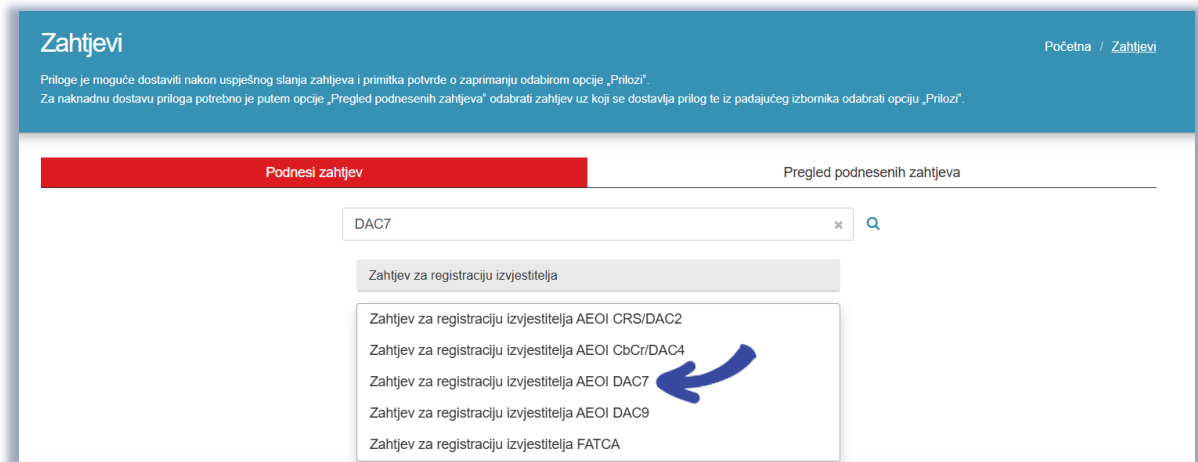 Zahtjevi
Početna / Zahtjevi
Priloge je moguće dostaviti nakon uspješnog slanja zahtjeva i primitka potvrde o zaprimanju odabirom opcije „Prilozi“.
Za naknadnu dostavu priloga potrebno je putem opcije „Pregled podnesenih zahtjeva“ odabrati zahtjev uz koji se dostavlja prilog te iz padajućeg izbornika odabrati opciju „Prilozi“.
Podnesi zahtjev
Pregled podnesenih zahtjeva
DAC7
Zahtjev za registraciju izvjestitelja
Zahtjev za registraciju izvjestitelja AEOI CRS/DAC2
Zahtjev za registraciju izvjestitelja AEOI CbCr/DAC4
Zahtjev za registraciju izvjestitelja AEOI DAC7
Zahtjev za registraciju izvjestitelja AEOI DAC9
Zahtjev za registraciju izvjestitelja FATCA